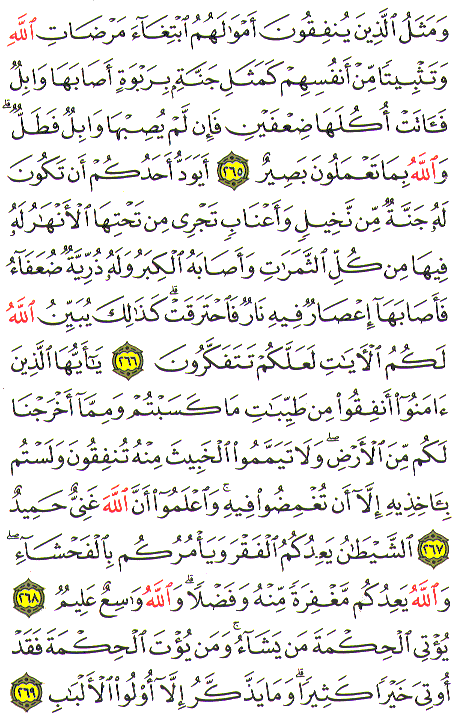 وَمَثَلُ ٱلَّذِينَ يُنفِقُونَ أَمۡوَٰلَهُمُ ٱبۡتِغَآءَ مَرۡضَاتِ ٱللَّهِ
وَتَثۡبِيتٗا مِّنۡ أَنفُسِهِمۡ كَمَثَلِ جَنَّةِۭ بِرَبۡوَةٍ أَصَابَهَا وَابِلٞ
فَـَٔاتَتۡ أُكُلَهَا ضِعۡفَيۡنِ فَإِن لَّمۡ يُصِبۡهَا وَابِلٞ فَطَلّٞۗ
وَٱللَّهُ بِمَا تَعۡمَلُونَ بَصِيرٌ ٢٦٥ أَيَوَدُّ أَحَدُكُمۡ أَن تَكُونَ
لَهُۥ جَنَّةٞ مِّن نَّخِيلٖ وَأَعۡنَابٖ تَجۡرِي مِن تَحۡتِهَا ٱلۡأَنۡهَٰرُ لَهُۥ
فِيهَا مِن كُلِّ ٱلثَّمَرَٰتِ وَأَصَابَهُ ٱلۡكِبَرُ وَلَهُۥ ذُرِّيَّةٞ ضُعَفَآءُ
فَأَصَابَهَآ إِعۡصَارٞ فِيهِ نَارٞ فَٱحۡتَرَقَتۡۗ كَذَٰلِكَ يُبَيِّنُ ٱللَّهُ
لَكُمُ ٱلۡأٓيَٰتِ لَعَلَّكُمۡ تَتَفَكَّرُونَ ٢٦٦ يَٰٓأَيُّهَا ٱلَّذِينَ
ءَامَنُوٓاْ أَنفِقُواْ مِن طَيِّبَٰتِ مَا كَسَبۡتُمۡ وَمِمَّآ أَخۡرَجۡنَا
لَكُم مِّنَ ٱلۡأَرۡضِۖ وَلَا تَيَمَّمُواْ ٱلۡخَبِيثَ مِنۡهُ تُنفِقُونَ وَلَسۡتُم
بِـَٔاخِذِيهِ إِلَّآ أَن تُغۡمِضُواْ فِيهِۚ وَٱعۡلَمُوٓاْ أَنَّ ٱللَّهَ غَنِيٌّ حَمِيدٌ
٢٦٧ ٱلشَّيۡطَٰنُ يَعِدُكُمُ ٱلۡفَقۡرَ وَيَأۡمُرُكُم بِٱلۡفَحۡشَآءِۖ
وَٱللَّهُ يَعِدُكُم مَّغۡفِرَةٗ مِّنۡهُ وَفَضۡلٗاۗ وَٱللَّهُ وَٰسِعٌ عَلِيمٞ ٢٦٨
يُؤۡتِي ٱلۡحِكۡمَةَ مَن يَشَآءُۚ وَمَن يُؤۡتَ ٱلۡحِكۡمَةَ فَقَدۡ
أُوتِيَ خَيۡرٗا كَثِيرٗاۗ وَمَا يَذَّكَّرُ إِلَّآ أُوْلُواْ ٱلۡأَلۡبَٰبِ ٢٦٩